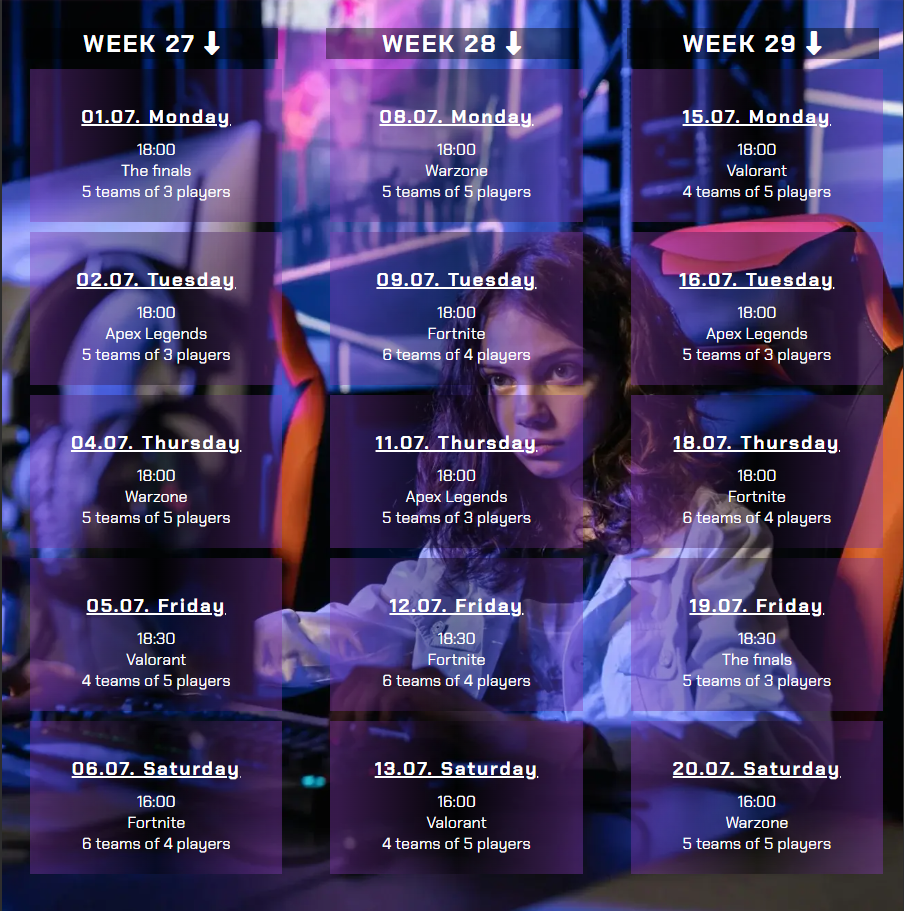 WEEK 27 ⬇
01.07. Monday
18:00
The finals
5 teams of 3 players
02.07. Tuesday
18:00
Apex Legends
5 teams of 3 players
04.07. Thursday
18:00
Warzone
5 teams of 5 players
05.07. Friday
18:30
Valorant
4 teams of 5 players
06.07. Saturday
16:00
Fortnite
6 teams of 4 players
WEEK 28 ⬇
08.07. Monday
18:00
Warzone
5 teams of 5 players
09.07. Tuesday
18:00
Fortnite
6 teams of 4 players
11.07. Thursday
18:00
Apex Legends
5 teams of 3 players
12.07. Friday
18:30
Fortnite
6 teams of 4 players
13.07. Saturday
16:00
Valorant
4 teams of 5 players
WEEK 29 ⬇
15.07. Monday
18:00
Valorant
4 teams of 5 players
16.07. Tuesday
18:00
Apex Legends
5 teams of 3 players
18.07. Thursday
18:00
Fortnite
6 teams of 4 players
19.07. Friday
18:30
The finals
5 teams of 3 players
20.07. Saturday
16:00
Warzone
5 teams of 5 players